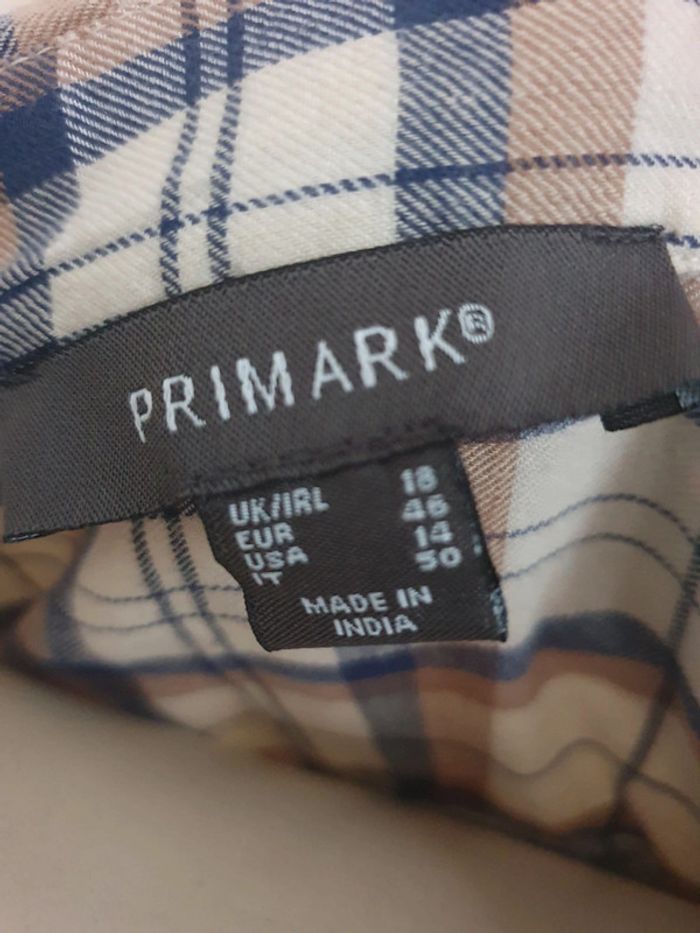 PRIMARK®
UK/IRL 18
EUR 46
USA 14
IT 50
MADE IN
INDIA